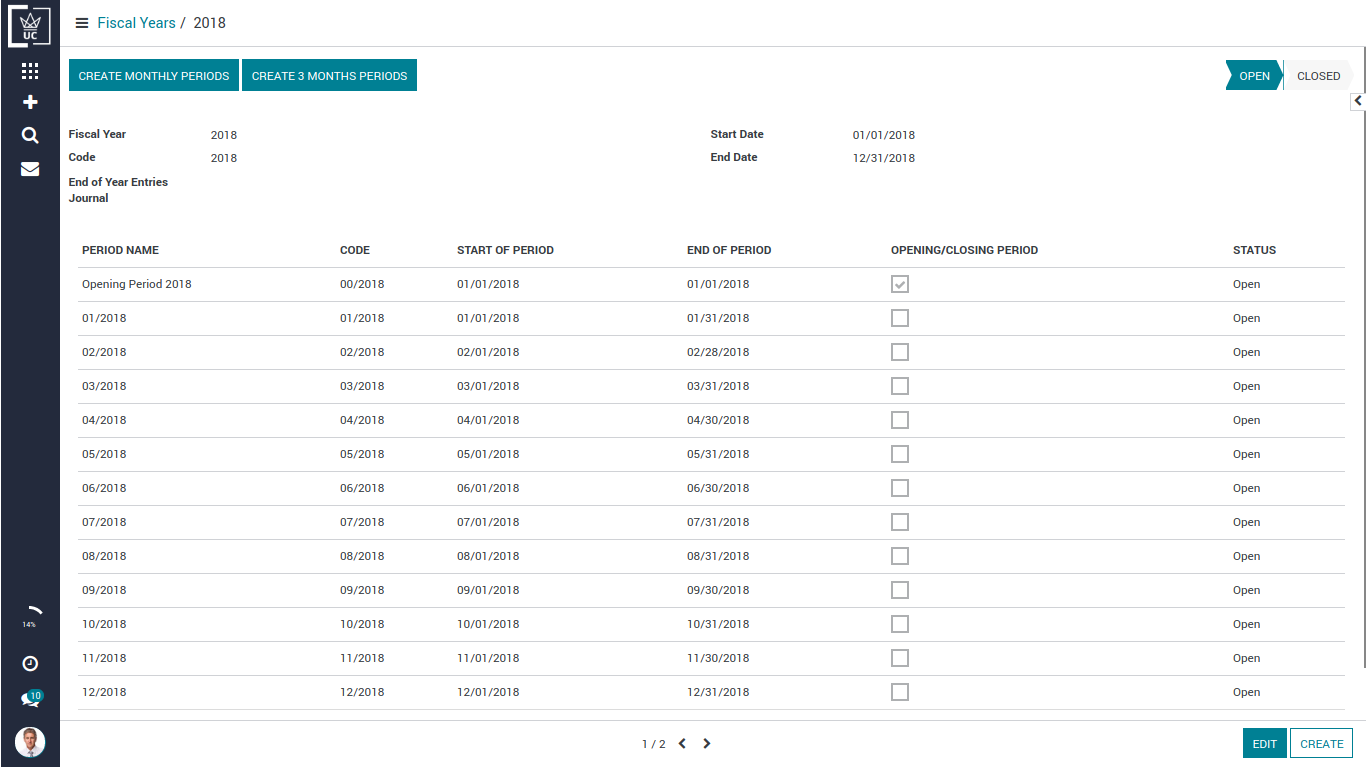 UC
Fiscal Years / 2018
CREATE MONTHLY PERIODS CREATE 3 MONTHS PERIODS OPEN CLOSED
Fiscal Year 2018 Start Date 01/01/2018
Code 2018 End Date 12/31/2018
End of Year Entries
Journal
PERIOD NAME CODE START OF PERIOD END OF PERIOD OPENING/CLOSING PERIOD STATUS
Opening Period 2018 00/2018 01/01/2018 01/01/2018 Open
01/2018 01/2018 01/01/2018 01/31/2018 Open
02/2018 02/2018 02/01/2018 02/28/2018 Open
03/2018 03/2018 03/01/2018 03/31/2018 Open
04/2018 04/2018 04/01/2018 04/30/2018 Open
05/2018 05/2018 05/01/2018 05/31/2018 Open
06/2018 06/2018 06/01/2018 06/30/2018 Open
07/2018 07/2018 07/01/2018 07/31/2018 Open
08/2018 08/2018 08/01/2018 08/31/2018 Open
09/2018 09/2018 09/01/2018 09/30/2018 Open
10/2018 10/2018 10/01/2018 10/31/2018 Open
11/2018 11/2018 11/01/2018 11/30/2018 Open
12/2018 12/2018 12/01/2018 12/31/2018 Open
14%
10
1 / 2
EDIT CREATE